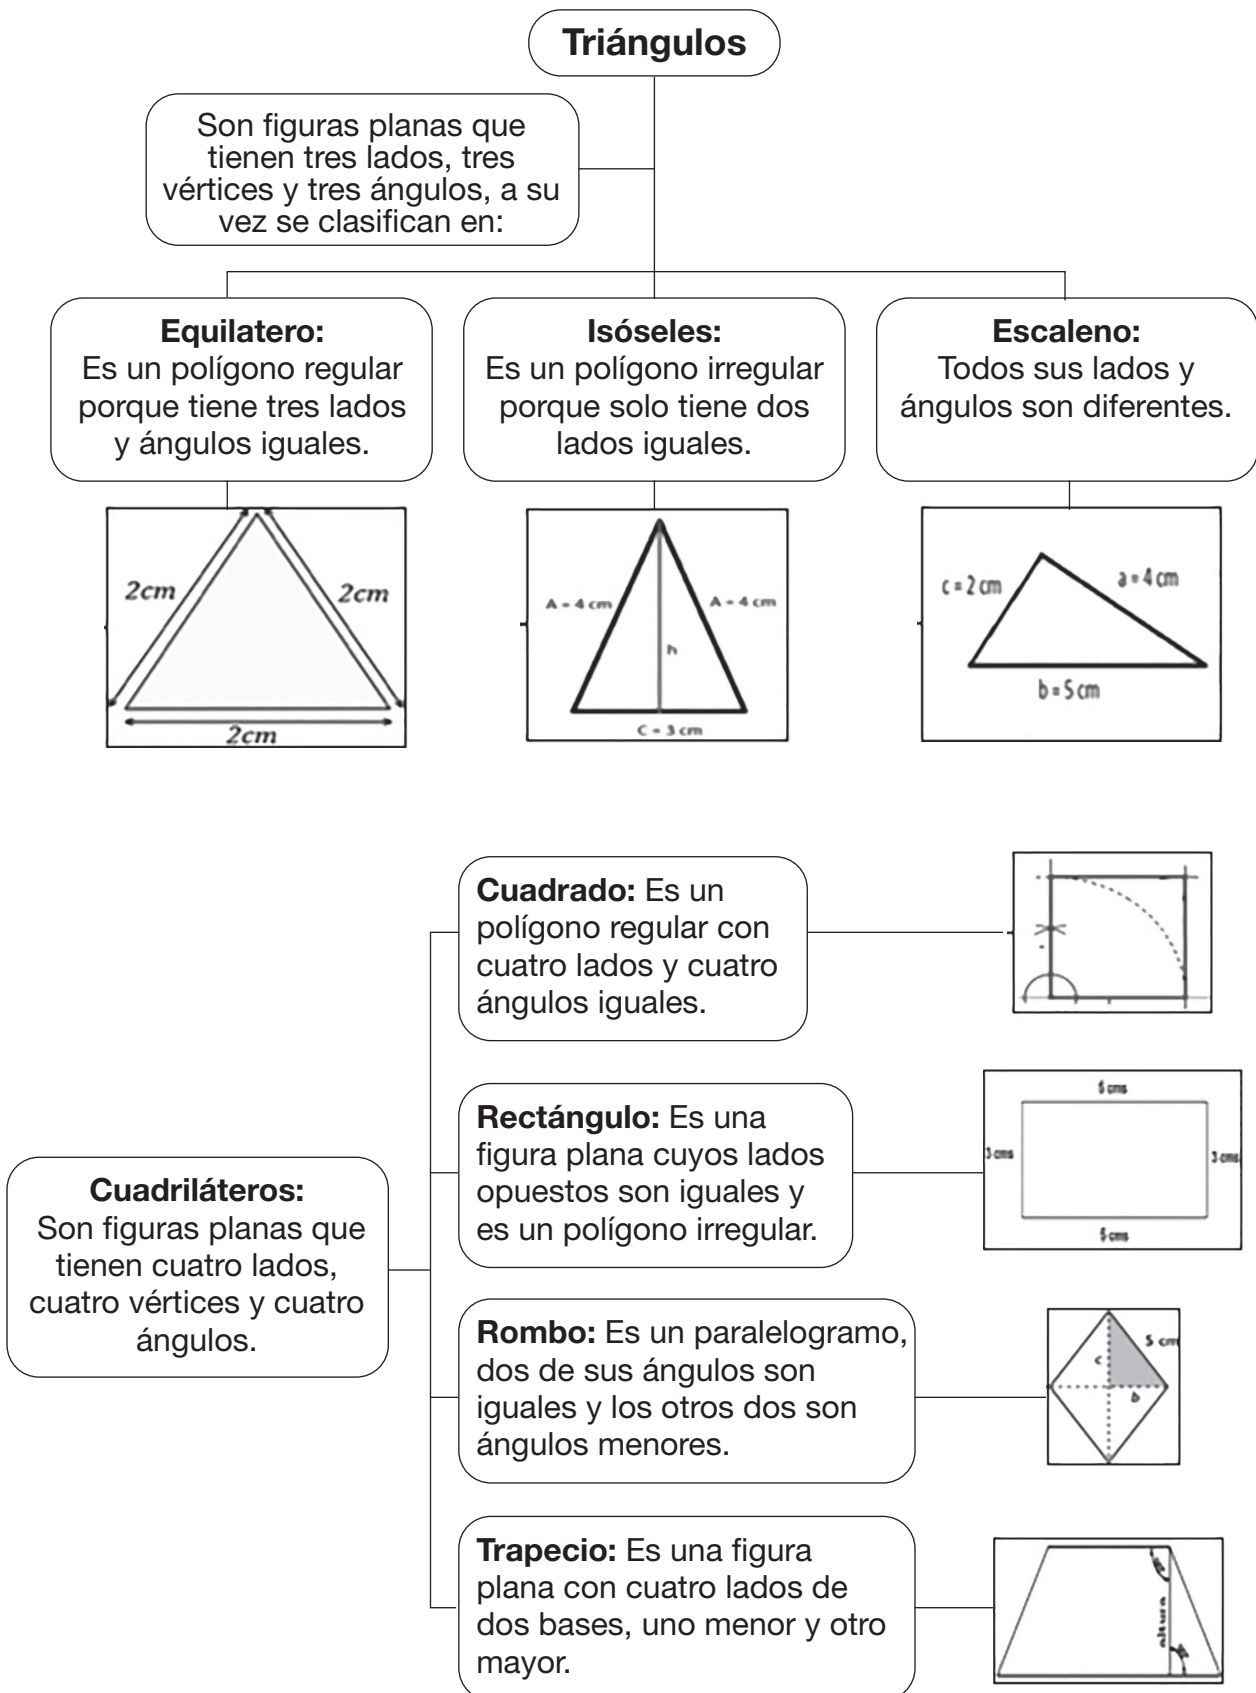 Triángulos
Son figuras planas que
tienen tres lados, tres
vértices y tres ángulos, a su
vez se clasifican en:
Equilatero:
Es un polígono regular
porque tiene tres lados
y ángulos iguales.
Isóseles:
Es un polígono irregular
porque solo tiene dos
lados iguales.
Escaleno:
Todos sus lados y
ángulos son diferentes.
2cm
2cm
2cm
A = 4 cm
A = 4 cm
h
C = 3 cm
c = 2 cm
a = 4 cm
b = 5 cm
Cuadriláteros:
Son figuras planas que
tienen cuatro lados,
cuatro vértices y cuatro
ángulos.
Cuadrado: Es un
polígono regular con
cuatro lados y cuatro
ángulos iguales.
Rectángulo: Es una
figura plana cuyos lados
opuestos son iguales y
es un polígono irregular.
5 cms
3 cms
3 cms
5 cms
Rombo: Es un paralelogramo,
dos de sus ángulos son
iguales y los otros dos son
ángulos menores.
5 cm
c
b
Trapecio: Es una figura
plana con cuatro lados de
dos bases, uno menor y otro
mayor.
altura